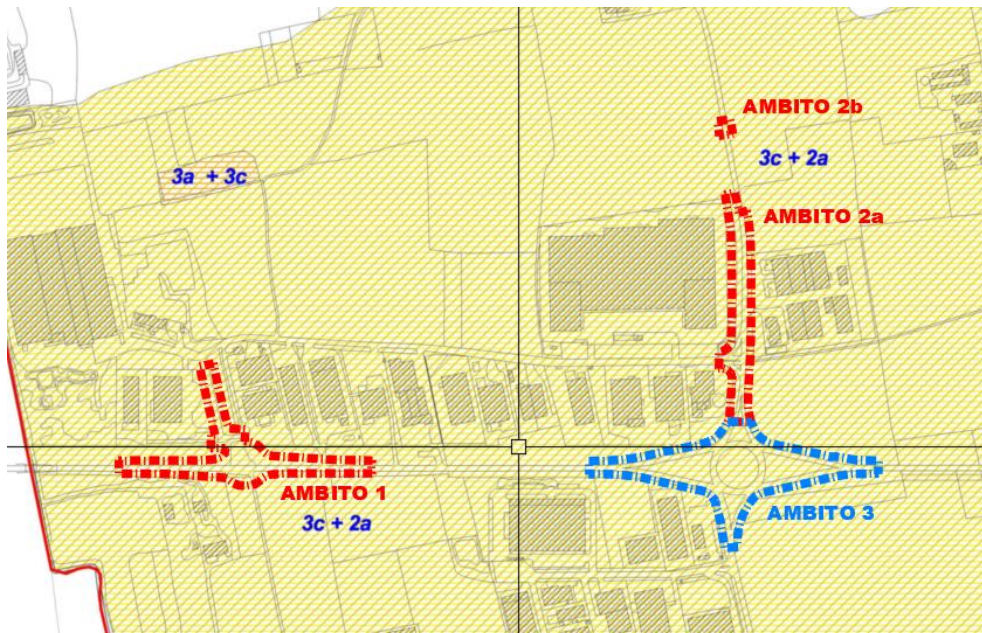 AMBITO 2b
3c + 2a
3a + 3c
AMBITO 2a
AMBITO 1
3c + 2a
AMBITO 3